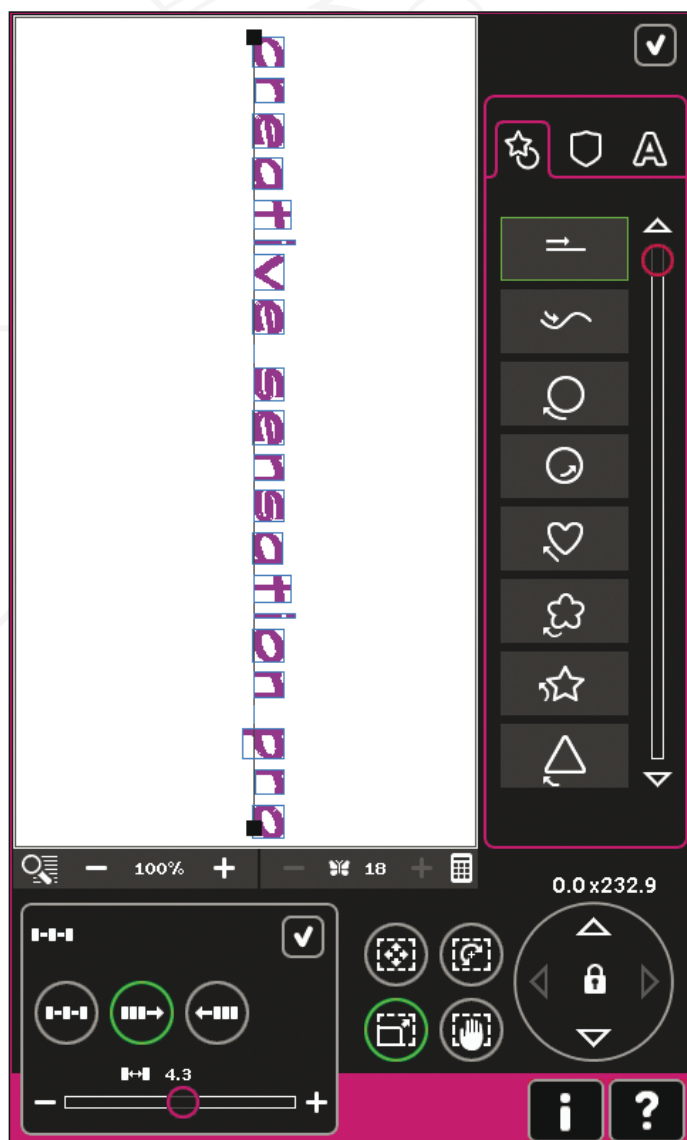 creative sensation pro
A
− 100% + − 18 +
0.0x232.9
4.3
− +
i ?